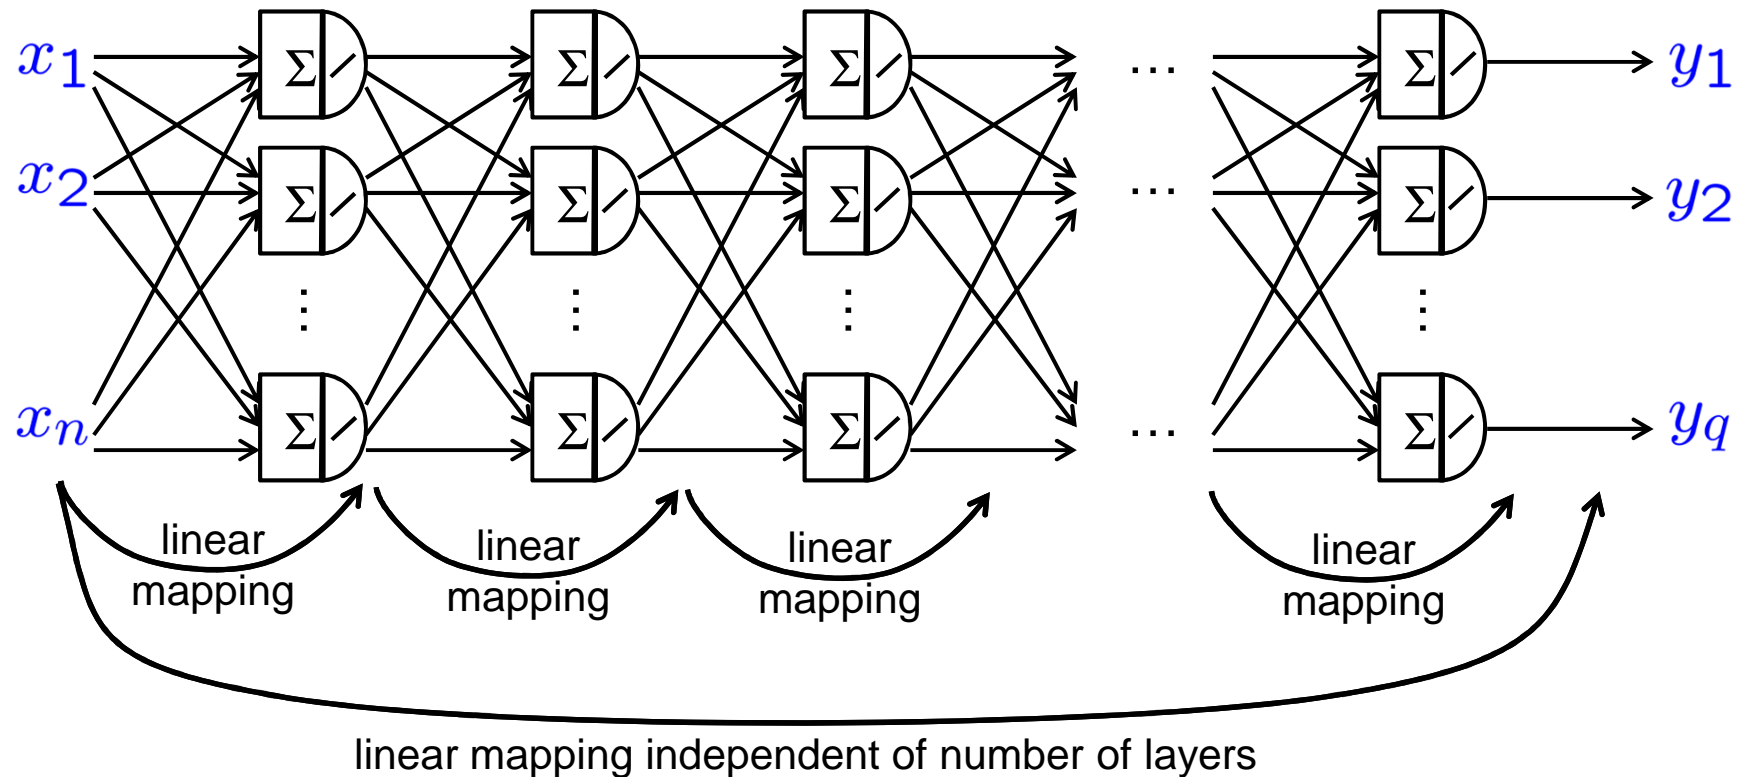 x1 Σ Σ Σ … Σ y1
x2 Σ Σ Σ … Σ y2
⋮ ⋮ ⋮ ⋮
xn Σ Σ Σ … Σ yq
linear linear linear linear
mapping mapping mapping mapping
linear mapping independent of number of layers